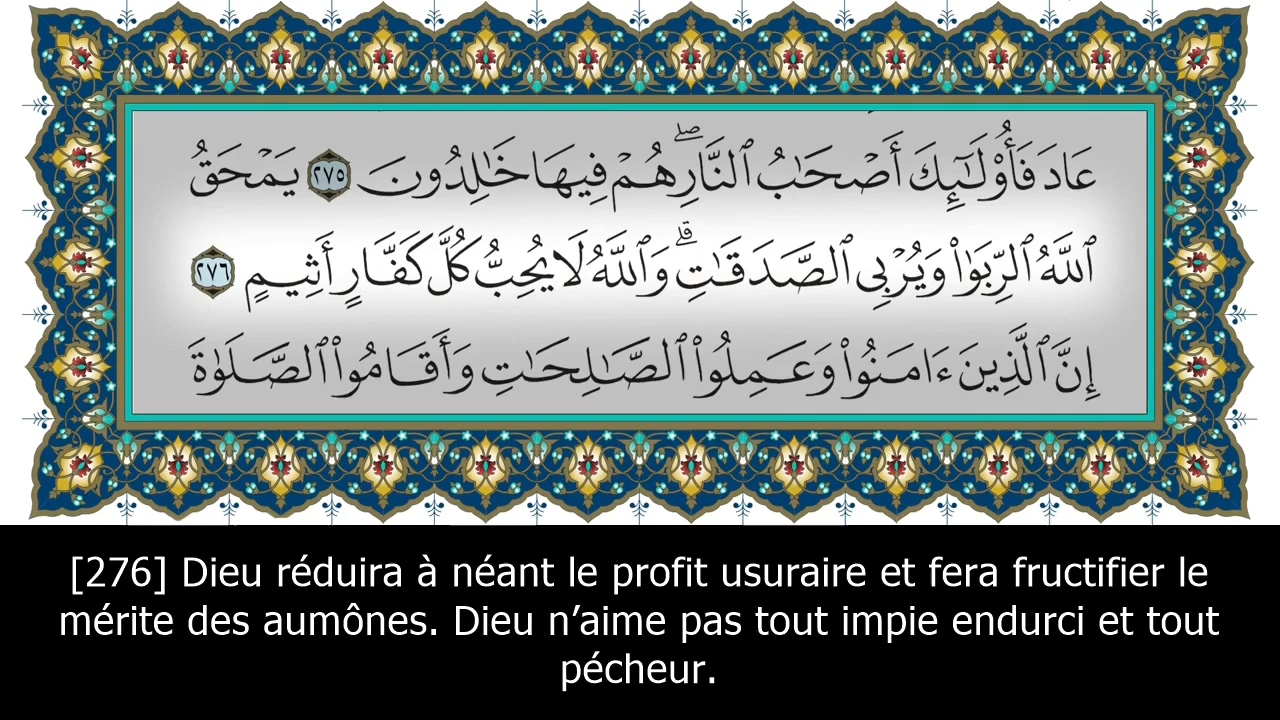 عَادَ فَأُو۟لَـٰٓئِكَ أَصْحَـٰبُ ٱلنَّارِ ۖ هُمْ فِيهَا خَـٰلِدُونَ ٢٧٥ يَمْحَقُ
ٱللَّهُ ٱلرِّبَوٰا۟ وَيُرْبِى ٱلصَّدَقَـٰتِ ۗ وَٱللَّهُ لَا يُحِبُّ كُلَّ كَفَّارٍ أَثِيمٍ ٢٧٦
إِنَّ ٱلَّذِينَ ءَامَنُوا۟ وَعَمِلُوا۟ ٱلصَّـٰلِحَـٰتِ وَأَقَامُوا۟ ٱلصَّلَوٰةَ
[276] Dieu réduira à néant le profit usuraire et fera fructifier le
mérite des aumônes. Dieu n’aime pas tout impie endurci et tout
pécheur.